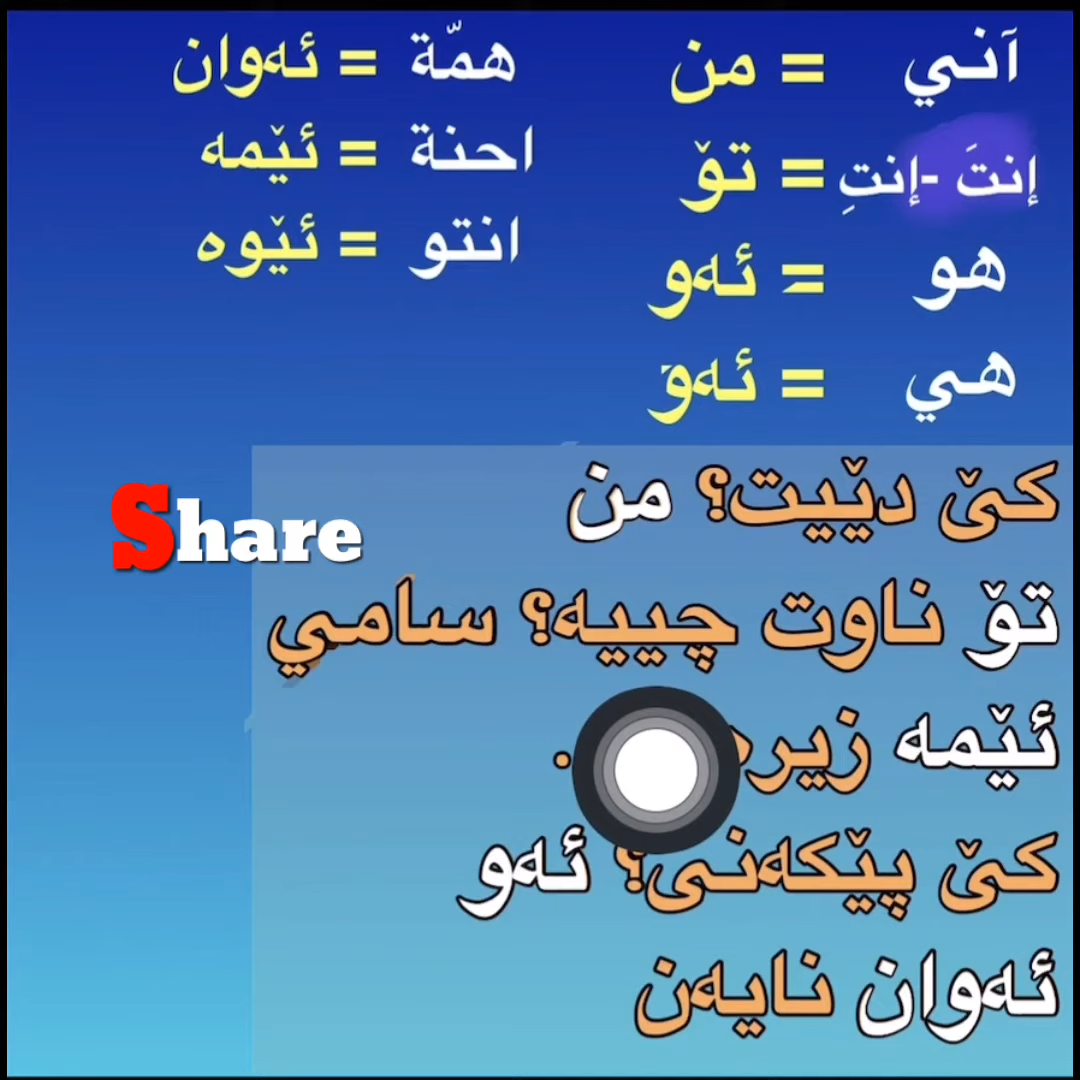 آني = من
إنتَ -إنتِ = تۆ
هو = ئەو
هي = ئەو
همّة = ئەوان
احنة = ئێمە
انتو = ئێوە
Share
کێ دێیت؟ من
تۆ ناوت چییە؟ سامي
ئێمە .
کێ پێکەنی؟ ئەو
ئەوان نایەن